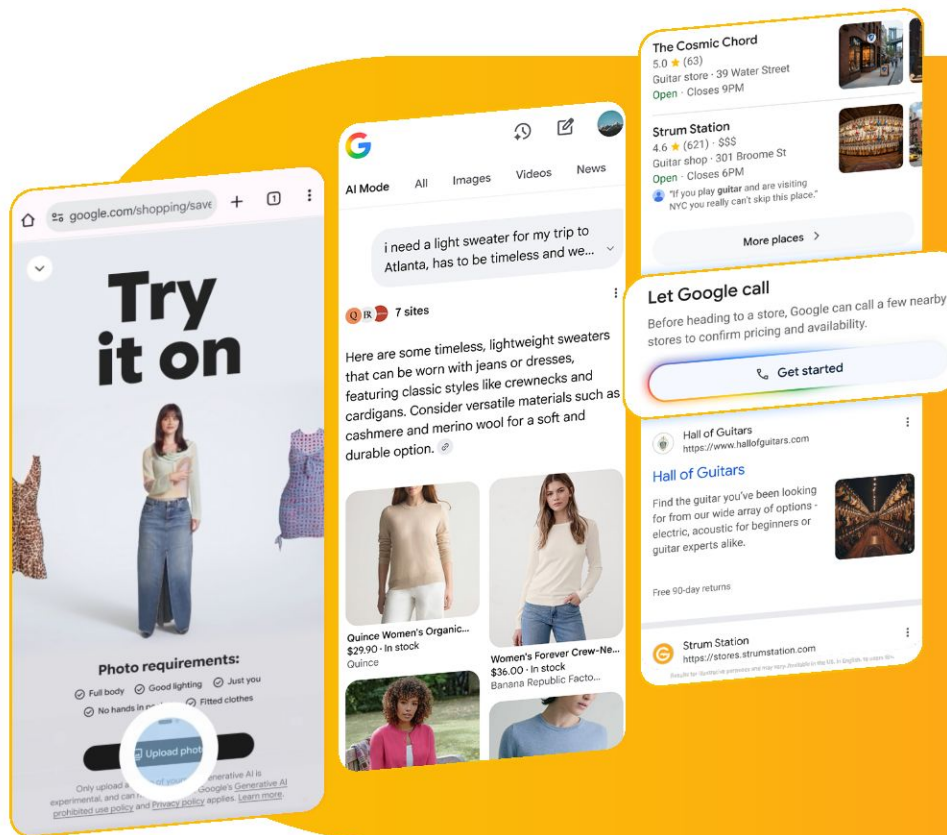 google.com/shopping/save
1
Try
it on
Photo requirements:
Full body
Good lighting
Just you
No hands in
Fitted clothes
Upload photo
Only upload a of your Generative AI is
experimental, and can Google's Generative AI
prohibited use policy and Privacy policy applies. Learn more.
AI Mode
All
Images
Videos
News
i need a light sweater for my trip to
Atlanta, has to be timeless and we...
7 sites
Here are some timeless, lightweight sweaters
that can be worn with jeans or dresses,
featuring classic styles like crewnecks and
cardigans. Consider versatile materials such as
cashmere and merino wool for a soft and
durable option.
Quince Women's Organic...
$29.90 · In stock
Quince
Women's Forever Crew-Ne...
$36.00 · In stock
Banana Republic Facto...
The Cosmic Chord
5.0 ★ (63)
Guitar store · 39 Water Street
Open · Closes 9PM
Strum Station
4.6 ★ (621) · $$$
Guitar shop · 301 Broome St
Open · Closes 6PM
"If you play guitar and are visiting
NYC you really can't skip this place."
More places
Let Google call
Before heading to a store, Google can call a few nearby
stores to confirm pricing and availability.
Get started
Hall of Guitars
https://www.hallofguitars.com
Hall of Guitars
Find the guitar you've been looking
for from our wide array of options -
electric, acoustic for beginners or
guitar experts alike.
Free 90-day returns
Strum Station
https://stores.strumstation.com